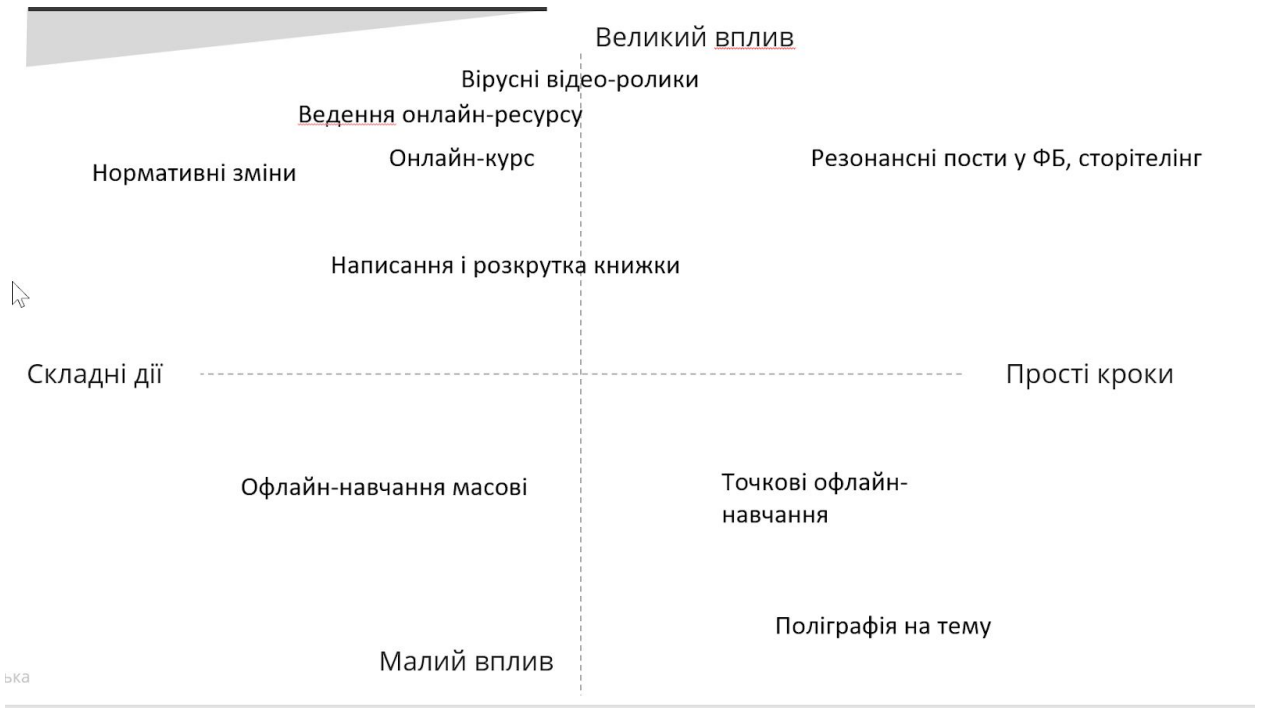 Великий вплив
Вірусні відео-ролики
Ведення онлайн-ресурсу
Онлайн-курс
Резонансні пости у ФБ, сторітелінг
Нормативні зміни
Написання і розкрутка книжки
Складні дії
Прості кроки
Офлайн-навчання масові
Точкові офлайн-
навчання
Поліграфія на тему
Малий вплив
ька